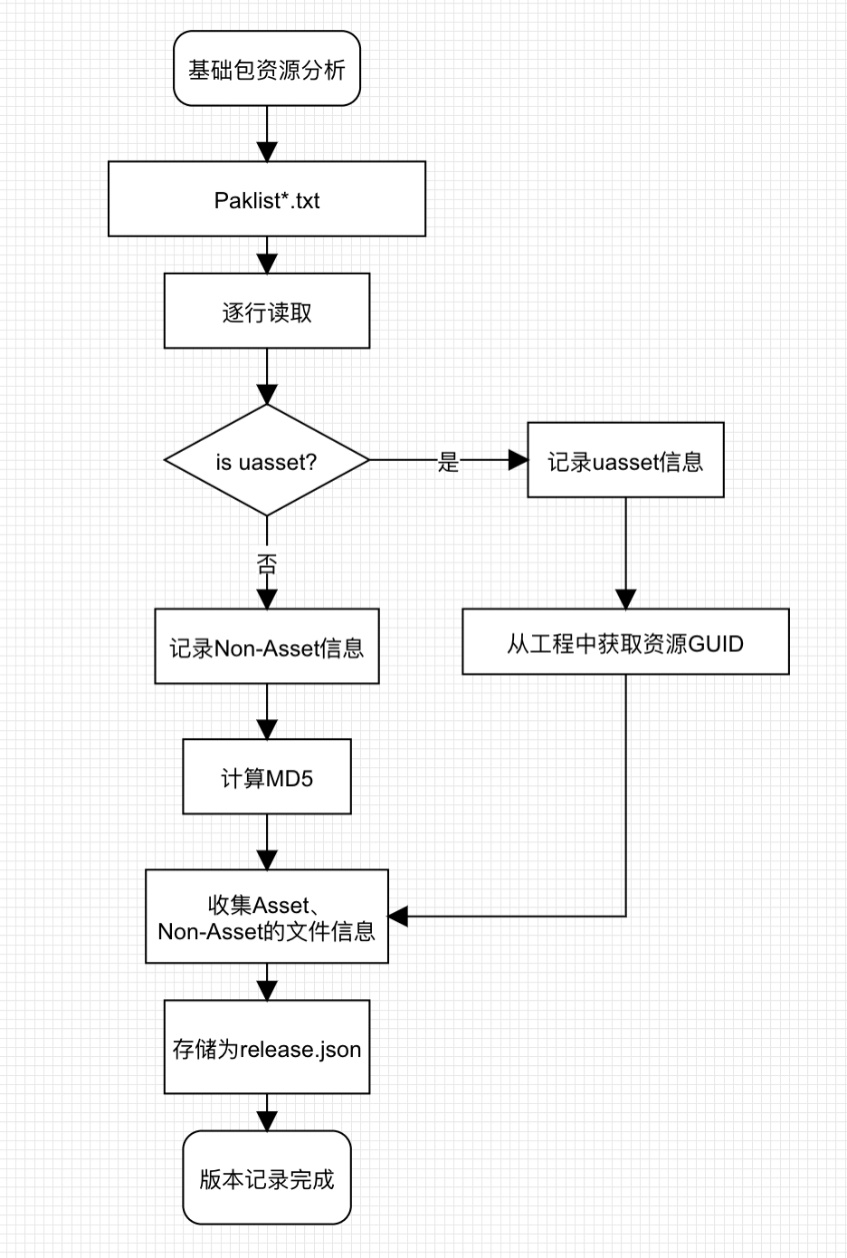 基础包资源分析
Paklist*.txt
逐行读取
is uasset?
是
记录uasset信息
否
记录Non-Asset信息
从工程中获取资源GUID
计算MD5
收集Asset、
Non-Asset的文件信息
存储为release.json
版本记录完成